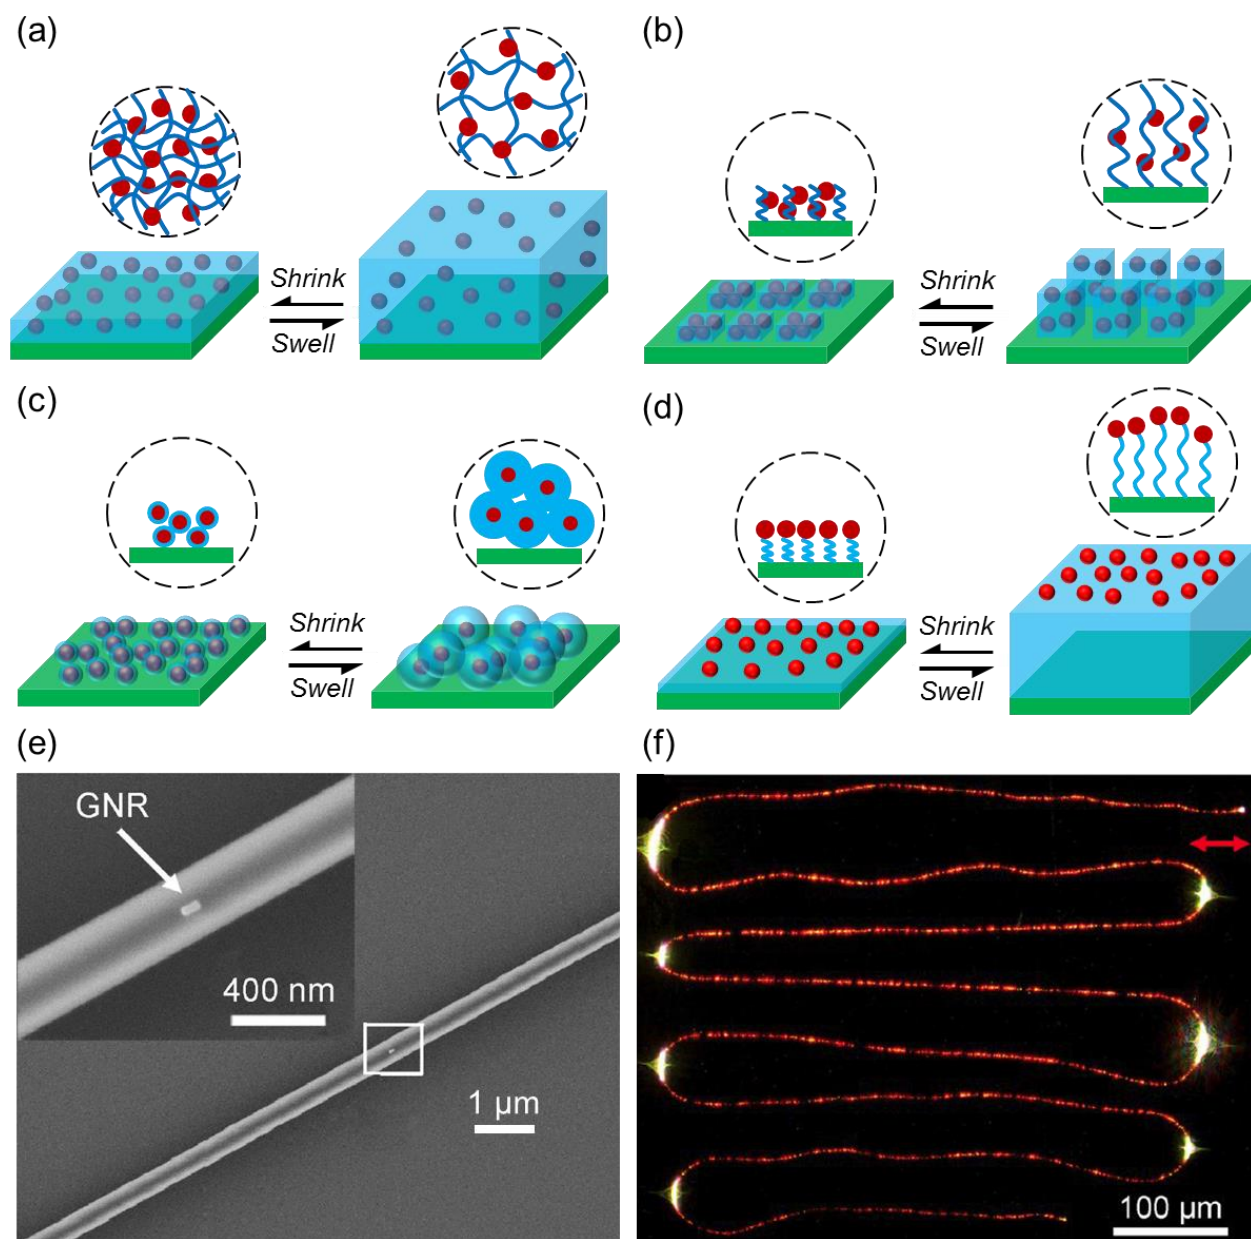 (a)
(b)
Shrink
Swell
Shrink
Swell
(c)
(d)
Shrink
Swell
Shrink
Swell
(e)
(f)
GNR
400 nm
1 μm
100 μm